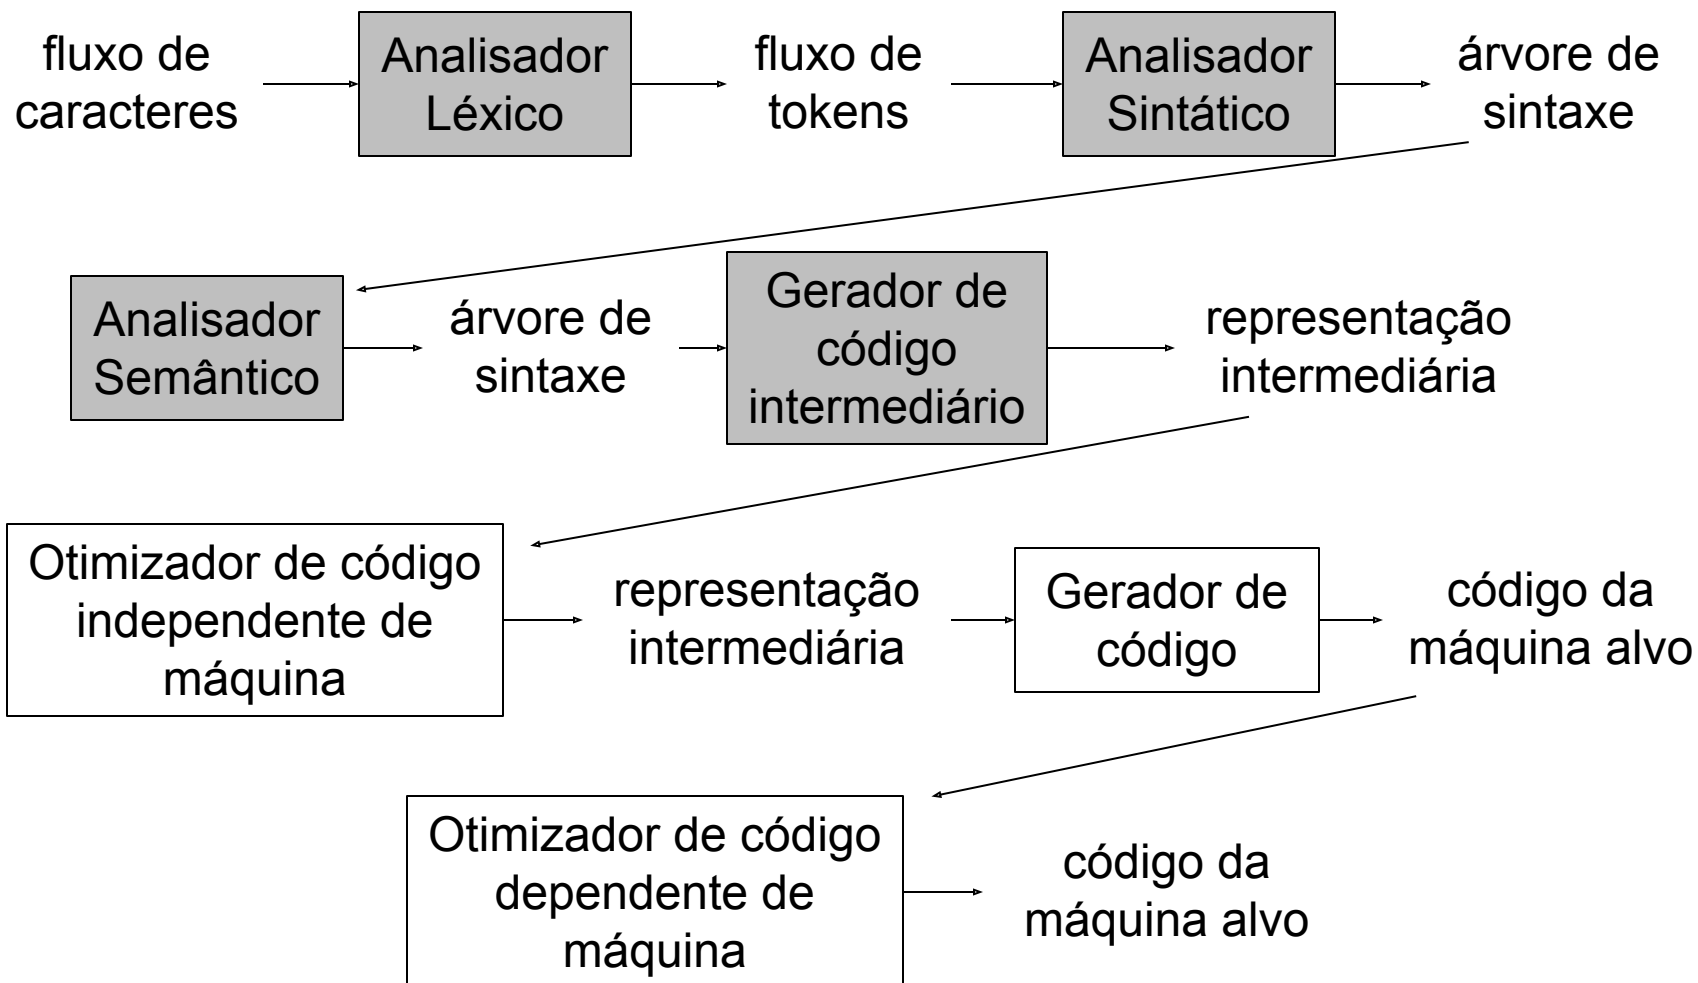 fluxo de
caracteres
Analisador
Léxico
fluxo de
tokens
Analisador
Sintático
árvore de
sintaxe
Analisador
Semântico
árvore de
sintaxe
Gerador de
código
intermediário
representação
intermediária
Otimizador de código
independente de
máquina
representação
intermediária
Gerador de
código
código da
máquina alvo
Otimizador de código
dependente de
máquina
código da
máquina alvo